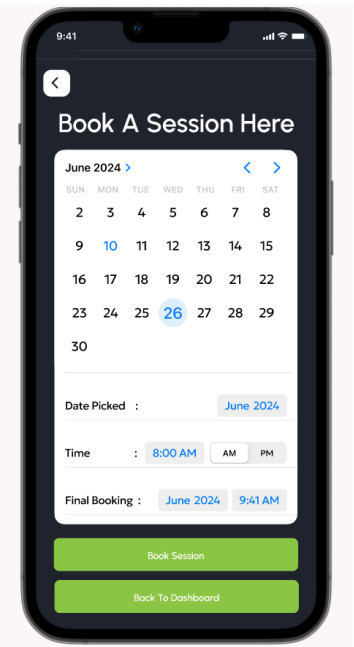 9:41
Book A Session Here
June 2024 >
SUN MON TUE WED THU FRI SAT
2 3 4 5 6 7 8
9 10 11 12 13 14 15
16 17 18 19 20 21 22
23 24 25 26 27 28 29
30
Date Picked : June 2024
Time : 8:00 AM AM PM
Final Booking : June 2024 9:41 AM
Book Session
Back To Dashboard